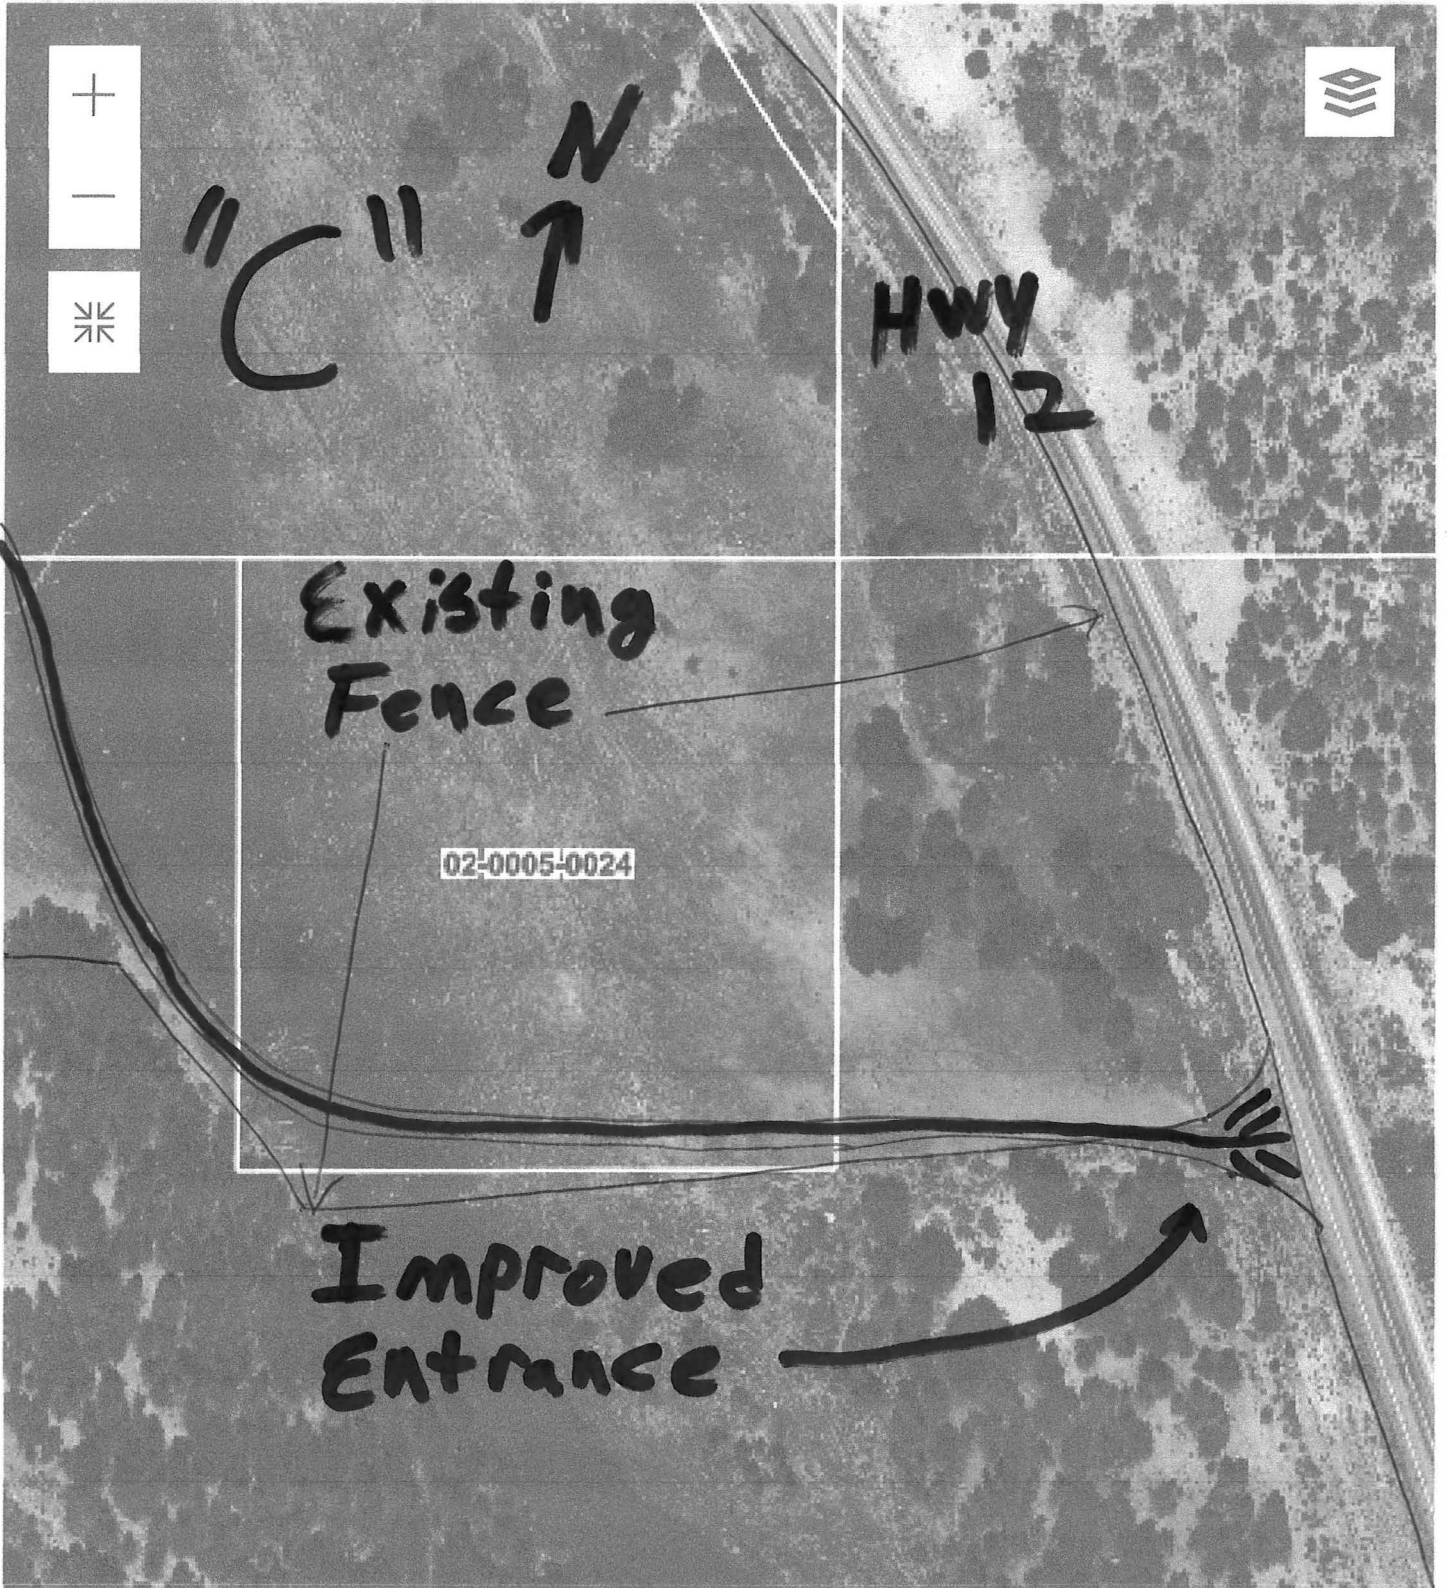 N
"C"
Hwy
12
Existing
Fence
02-0005-0024
Improved
Entrance